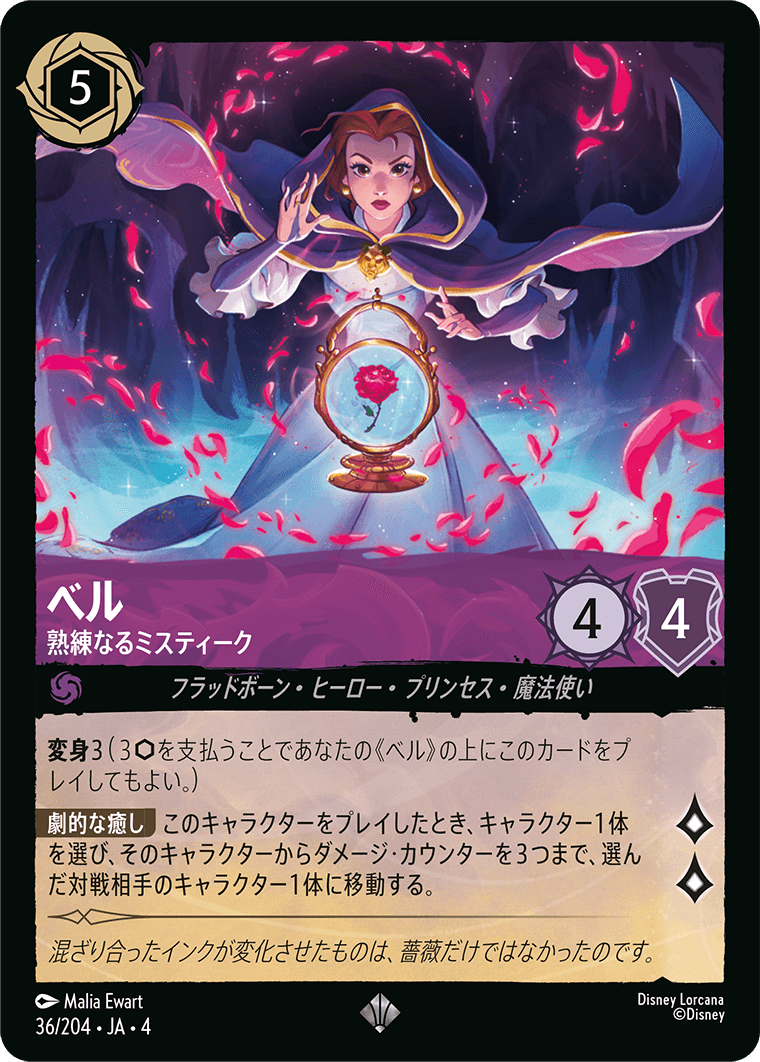 5
ベル
熟練なるミスティーク
4
4
フラッドボーン・ヒーロー・プリンセス・魔法使い
変身3(3⬡を支払うことであなたの《ベル》の上にこのカードをプ
レイしてもよい。)
劇的な癒し このキャラクターをプレイしたとき、キャラクター1体
を選び、そのキャラクターからダメージ・カウンターを3つまで、選ん
だ対戦相手のキャラクター1体に移動する。
混ざり合ったインクが変化させたものは、薔薇だけではなかったのです。
Malia Ewart
36/204・JA・4
Disney Lorcana
©Disney